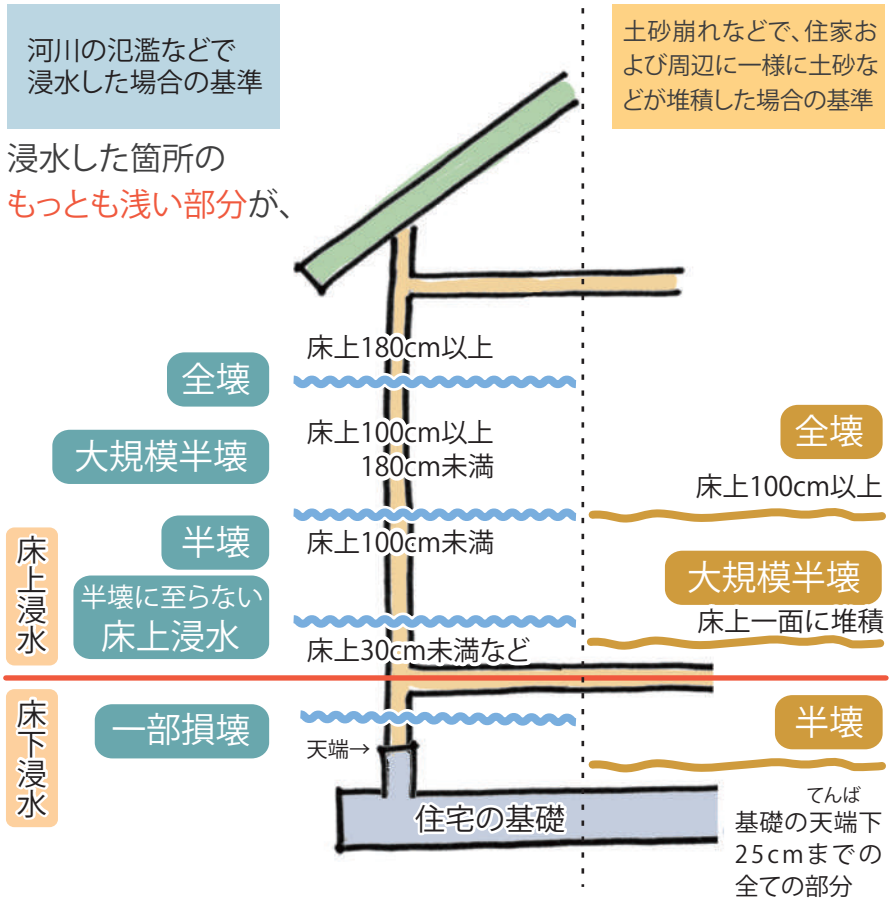 河川の氾濫などで
浸水した場合の基準
土砂崩れなどで、住家お
よび周辺に一様に土砂な
どが堆積した場合の基準
浸水した箇所の
もっとも浅い部分が、
全壊
床上180cm以上
大規模半壊
床上100cm以上
180cm未満
全壊
床上100cm以上
床上浸水
半壊
床上100cm未満
半壊に至らない
床上浸水
床上30cm未満など
大規模半壊
床上一面に堆積
床下浸水
一部損壊
天端→
住宅の基礎
半壊
てんば
基礎の天端下
25cmまでの
全ての部分